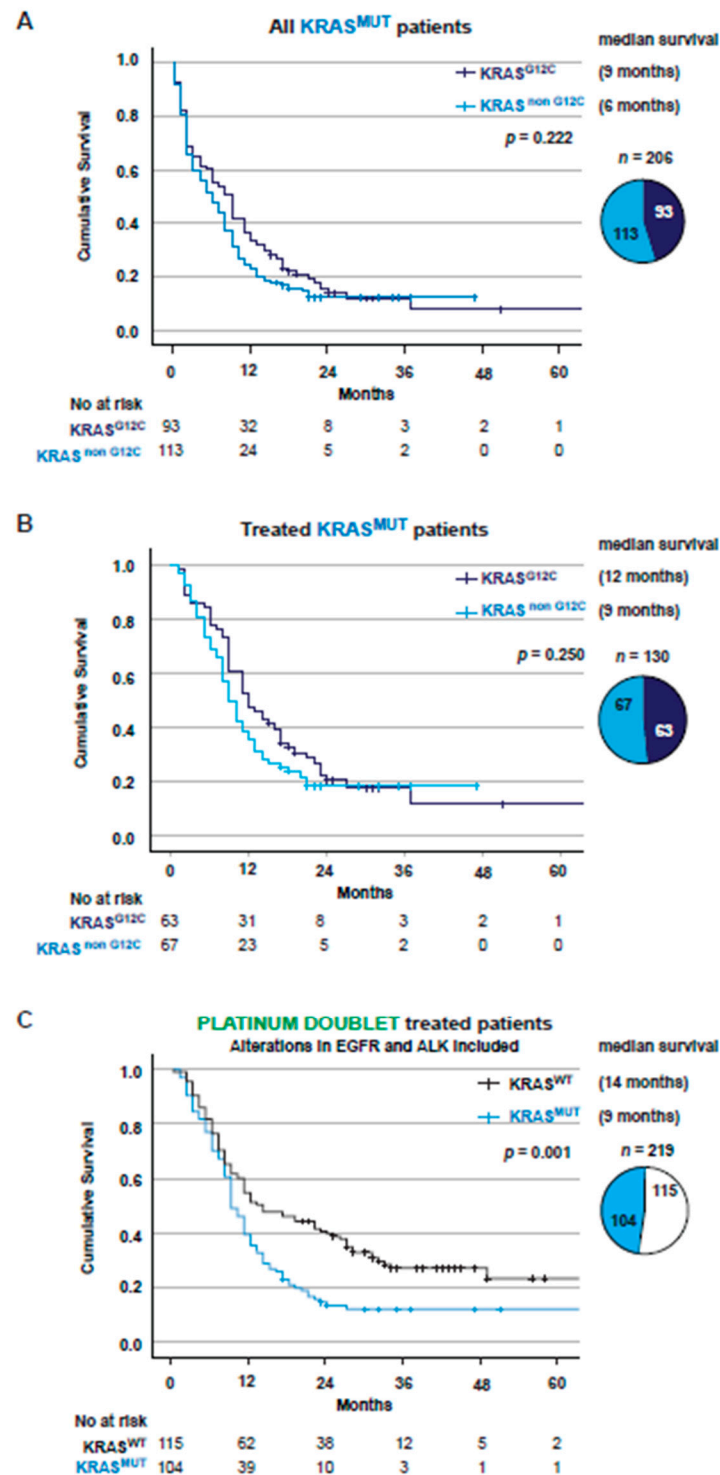 A
All KRASMUT patients
median survival
KRASG12C (9 months)
KRAS non G12C (6 months)
p = 0.222
n = 206
93
113
Cumulative Survival
1.0
0.8
0.6
0.4
0.2
0.0
0 12 24 36 48 60
Months
No at risk
KRASG12C 93 32 8 3 2 1
KRAS non G12C 113 24 5 2 0 0
B
Treated KRASMUT patients
median survival
KRASG12C (12 months)
KRAS non G12C (9 months)
p = 0.250
n = 130
67
63
Cumulative Survival
1.0
0.8
0.6
0.4
0.2
0.0
0 12 24 36 48 60
Months
No at risk
KRASG12C 63 31 8 3 2 1
KRAS non G12C 67 23 5 2 0 0
C
PLATINUM DOUBLET treated patients
Alterations in EGFR and ALK included
median survival
KRASWT (14 months)
KRASMUT (9 months)
p = 0.001
n = 219
115
104
Cumulative Survival
1.0
0.8
0.6
0.4
0.2
0.0
0 12 24 36 48 60
Months
No at risk
KRASWT 115 62 38 12 5 2
KRASMUT 104 39 10 3 1 1